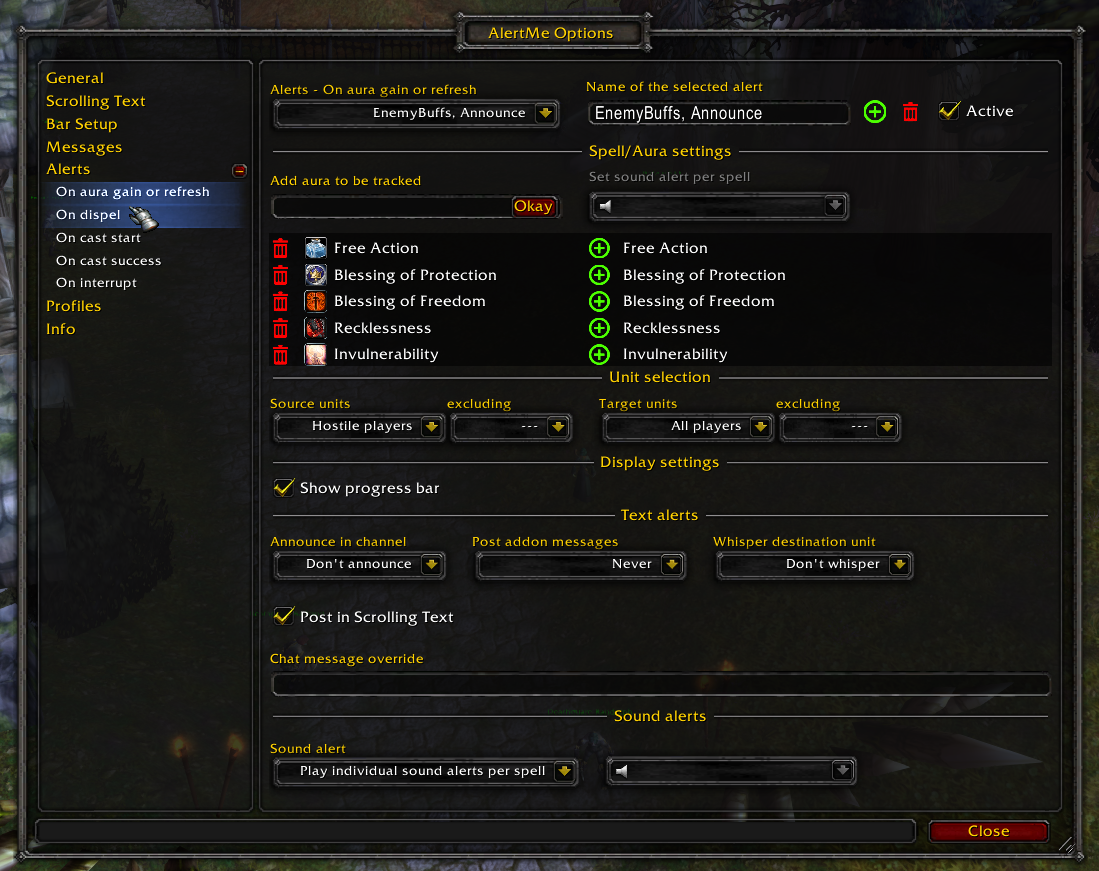 AlertMe Options
General
Scrolling Text
Bar Setup
Messages
Alerts
On aura gain or refresh
On dispel
On cast start
On cast success
On interrupt
Profiles
Info
Alerts - On aura gain or refresh
EnemyBuffs, Announce
Name of the selected alert
EnemyBuffs, Announce
Active
Spell/Aura settings
Add aura to be tracked
Okay
Set sound alert per spell
Free Action Free Action
Blessing of Protection Blessing of Protection
Blessing of Freedom Blessing of Freedom
Recklessness Recklessness
Invulnerability Invulnerability
Unit selection
Source units excluding Target units excluding
Hostile players --- All players ---
Display settings
Show progress bar
Text alerts
Announce in channel Post addon messages Whisper destination unit
Don't announce Never Don't whisper
Post in Scrolling Text
Chat message override
Sound alerts
Sound alert
Play individual sound alerts per spell
Close